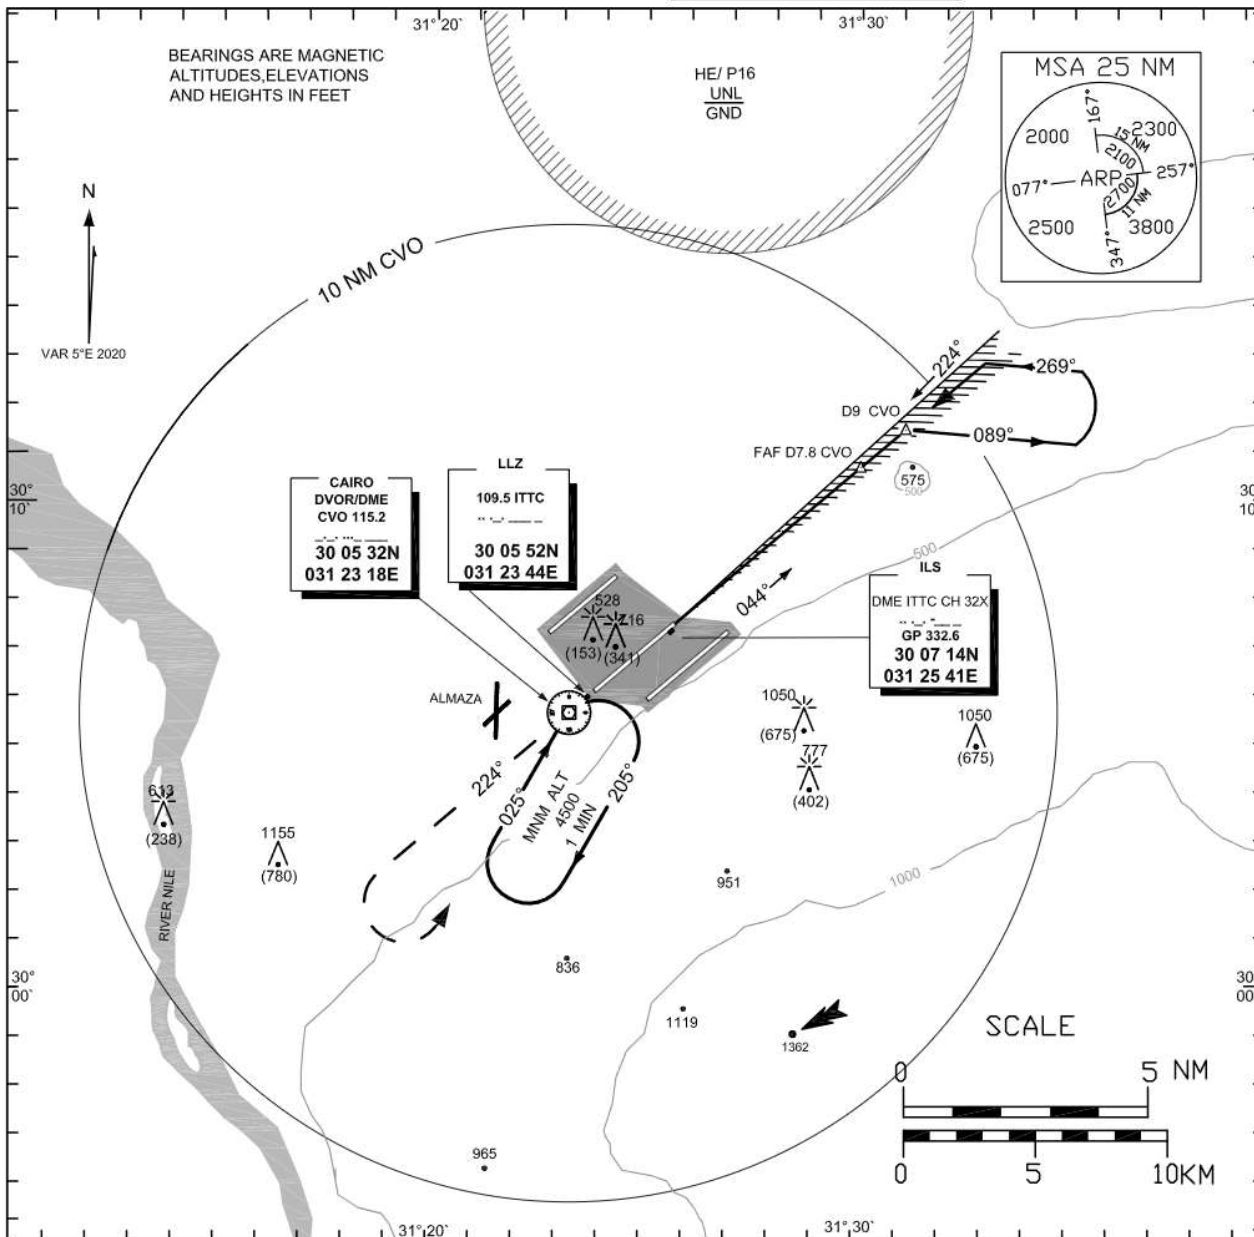 31°20`
31°30`
BEARINGS ARE MAGNETIC
ALTITUDES,ELEVATIONS
AND HEIGHTS IN FEET
HE/ P16
UNL
GND
MSA 25 NM
167°
2000
2300
15 NM
2100
077°
ARP
257°
2700
11 NM
2500
3800
347°
N
VAR 5°E 2020
10 NM CVO
224°
269°
D9 CVO
089°
FAF D7.8 CVO
575
500
30°
10`
30
10
CAIRO
DVOR/DME
CVO 115.2
30 05 32N
031 23 18E
LLZ
109.5 ITTC
30 05 52N
031 23 44E
500
044°
ILS
DME ITTC CH 32X
GP 332.6
30 07 14N
031 25 41E
528
716
(153)
(341)
ALMAZA
1050
(675)
1050
(675)
777
(402)
224°
025°
MNM ALT
4500
1 MIN
205°
613
(238)
1155
(780)
RIVER NILE
951
1000
836
30°
00`
30
00
1119
1362
SCALE
0 5 NM
0 5 10KM
965
31°20`
31°30`